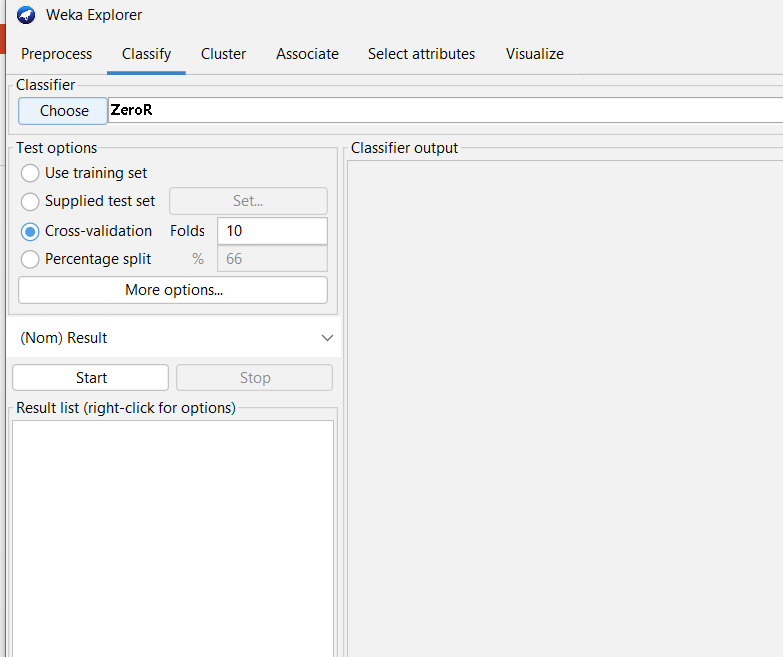 Weka Explorer
Preprocess Classify Cluster Associate Select attributes Visualize
Classifier
Choose ZeroR
Test options
Use training set
Supplied test set Set...
Cross-validation Folds 10
Percentage split % 66
More options...
(Nom) Result
Start Stop
Result list (right-click for options)
Classifier output